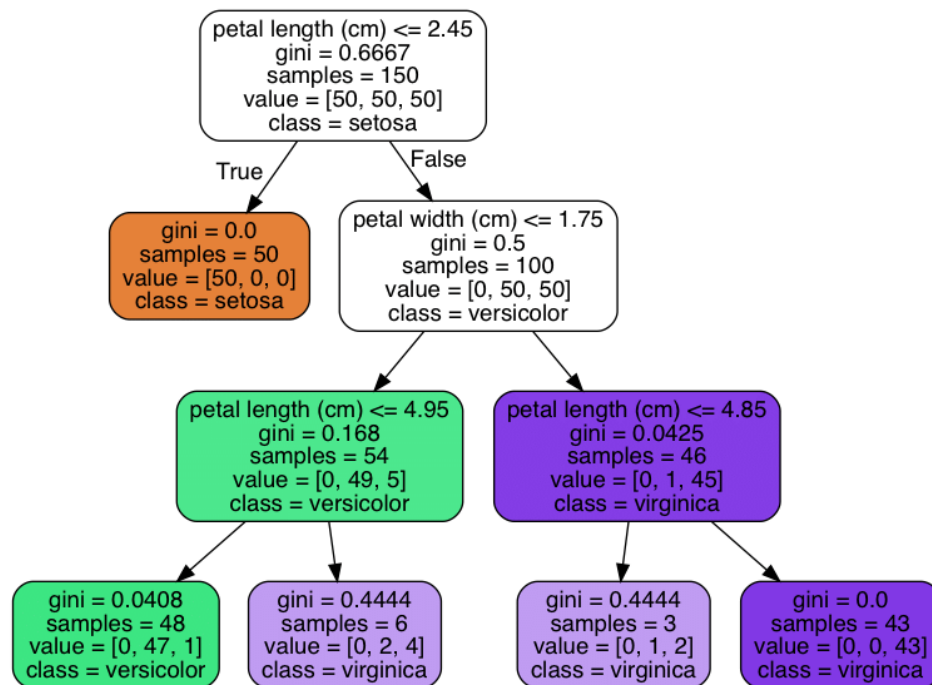 petal length (cm) <= 2.45
gini = 0.6667
samples = 150
value = [50, 50, 50]
class = setosa
True
False
gini = 0.0
samples = 50
value = [50, 0, 0]
class = setosa
petal width (cm) <= 1.75
gini = 0.5
samples = 100
value = [0, 50, 50]
class = versicolor
petal length (cm) <= 4.95
gini = 0.168
samples = 54
value = [0, 49, 5]
class = versicolor
petal length (cm) <= 4.85
gini = 0.0425
samples = 46
value = [0, 1, 45]
class = virginica
gini = 0.0408
samples = 48
value = [0, 47, 1]
class = versicolor
gini = 0.4444
samples = 6
value = [0, 2, 4]
class = virginica
gini = 0.4444
samples = 3
value = [0, 1, 2]
class = virginica
gini = 0.0
samples = 43
value = [0, 0, 43]
class = virginica